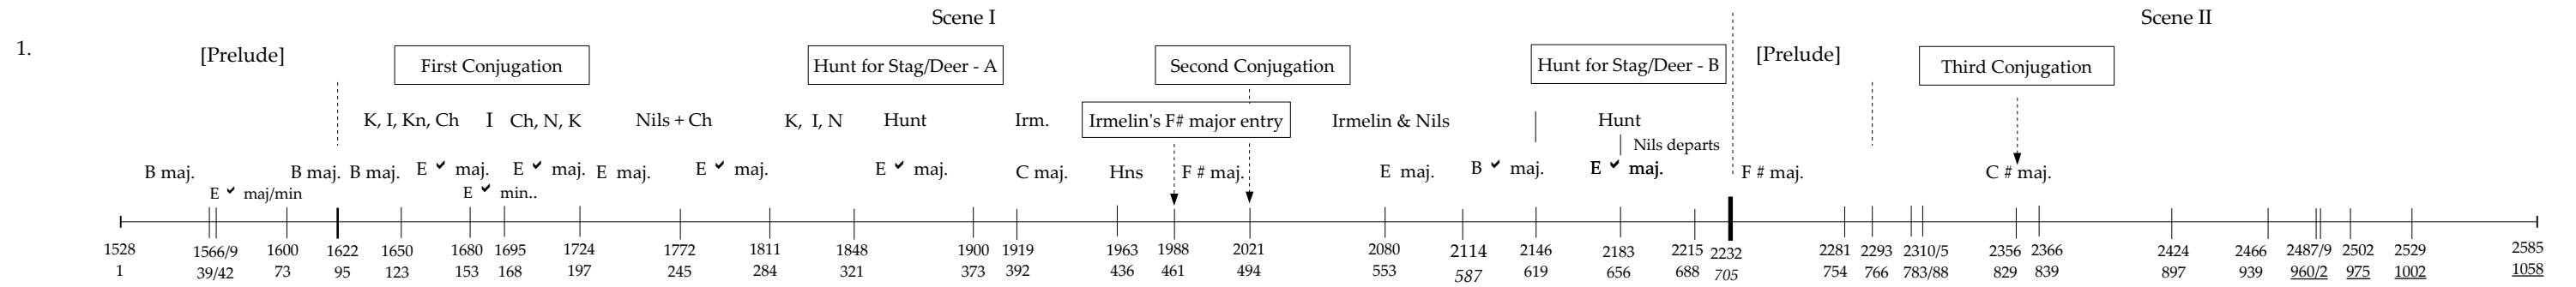 Scene I Scene II
1. [Prelude] First Conjugation Hunt for Stag/Deer - A Second Conjugation Hunt for Stag/Deer - B [Prelude] Third Conjugation
K, I, Kn, Ch I Ch, N, K Nils + Ch K, I, N Hunt Irm. Irmelin's F# major entry Irmelin & Nils Hunt
Nils departs
B maj. B maj. B maj. E ✔ maj. E ✔ maj. E maj. E ✔ maj. E ✔ maj. C maj. Hns F # maj. E maj. B ✔ maj. E ✔ maj. F # maj. C # maj.
E ✔ maj/min E ✔ min..
1528 1566/9 1600 1622 1650 1680 1695 1724 1772 1811 1848 1900 1919 1963 1988 2021 2080 2114 2146 2183 2215 2232 2281 2293 2310/5 2356 2366 2424 2466 2487/9 2502 2529 2585
1 39/42 73 95 123 153 168 197 245 284 321 373 392 436 461 494 553 587 619 656 688 705 754 766 783/88 829 839 897 939 960/2 975 1002 1058